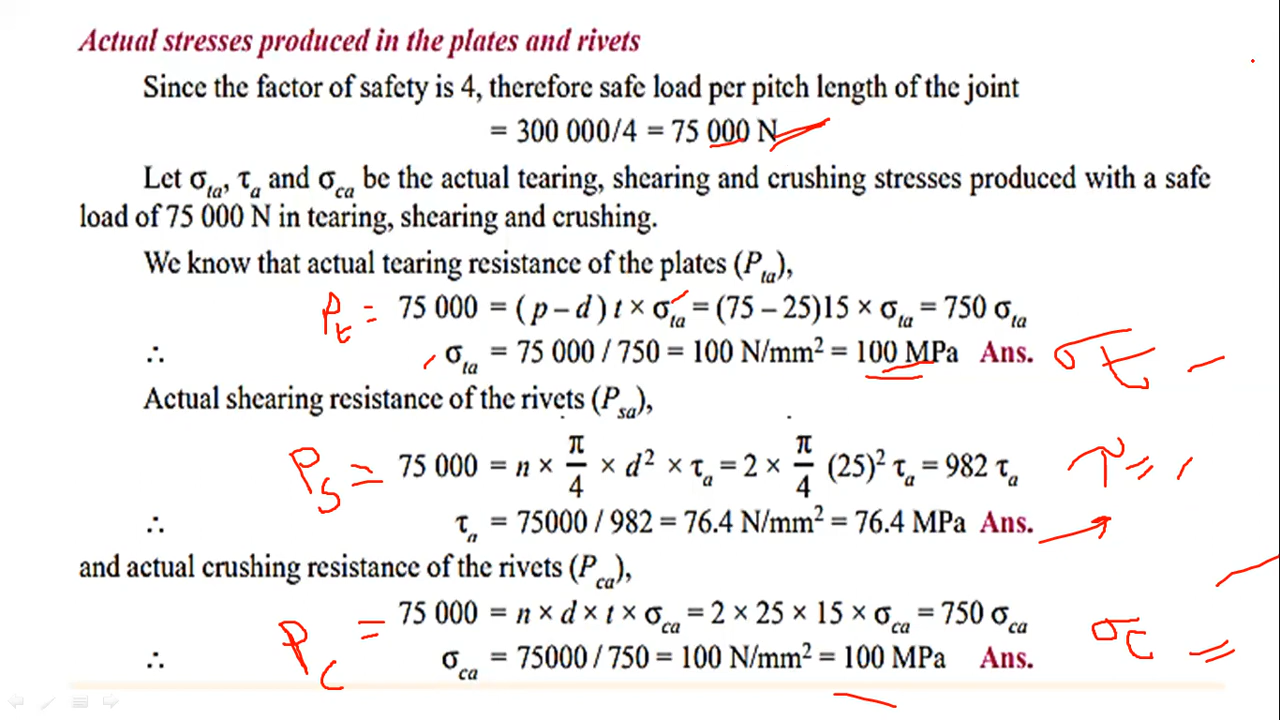 Actual stresses produced in the plates and rivets
Since the factor of safety is 4, therefore safe load per pitch length of the joint
= 300 000/4 = 75 000 N
Let σta, τa and σca be the actual tearing, shearing and crushing stresses produced with a safe
load of 75 000 N in tearing, shearing and crushing.
We know that actual tearing resistance of the plates (Pta),
Pt = 75 000 = ( p – d ) t × σta = (75 – 25)15 × σta = 750 σta
∴ σta = 75 000 / 750 = 100 N/mm² = 100 MPa Ans. σt –
Actual shearing resistance of the rivets (Psa),
Ps = 75 000 = n × π/4 × d² × τa = 2 × π/4 (25)² τa = 982 τa τ =
∴ τa = 75000 / 982 = 76.4 N/mm² = 76.4 MPa Ans.
and actual crushing resistance of the rivets (Pca),
Pc = 75 000 = n × d × t × σca = 2 × 25 × 15 × σca = 750 σca σc =
∴ σca = 75000 / 750 = 100 N/mm² = 100 MPa Ans.